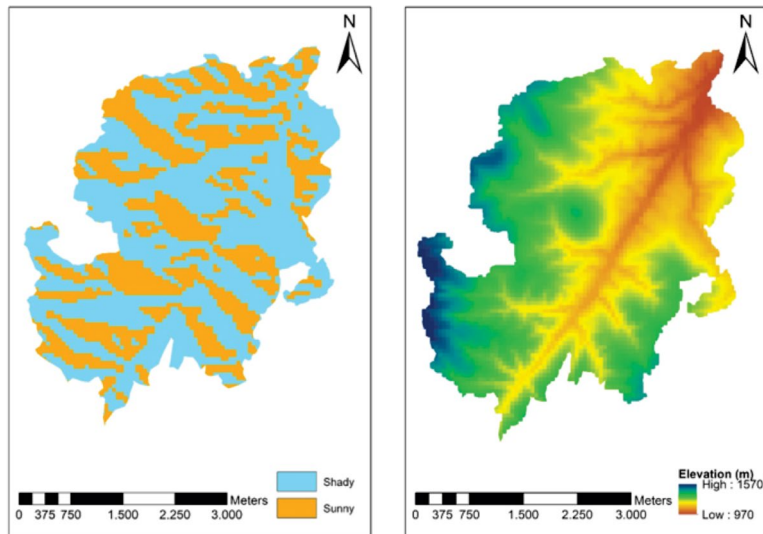 N
Shady
Sunny
Meters
0 375 750 1.500 2.250 3.000
N
Elevation (m)
High : 1570
Low : 970
Meters
0 375 750 1.500 2.250 3.000